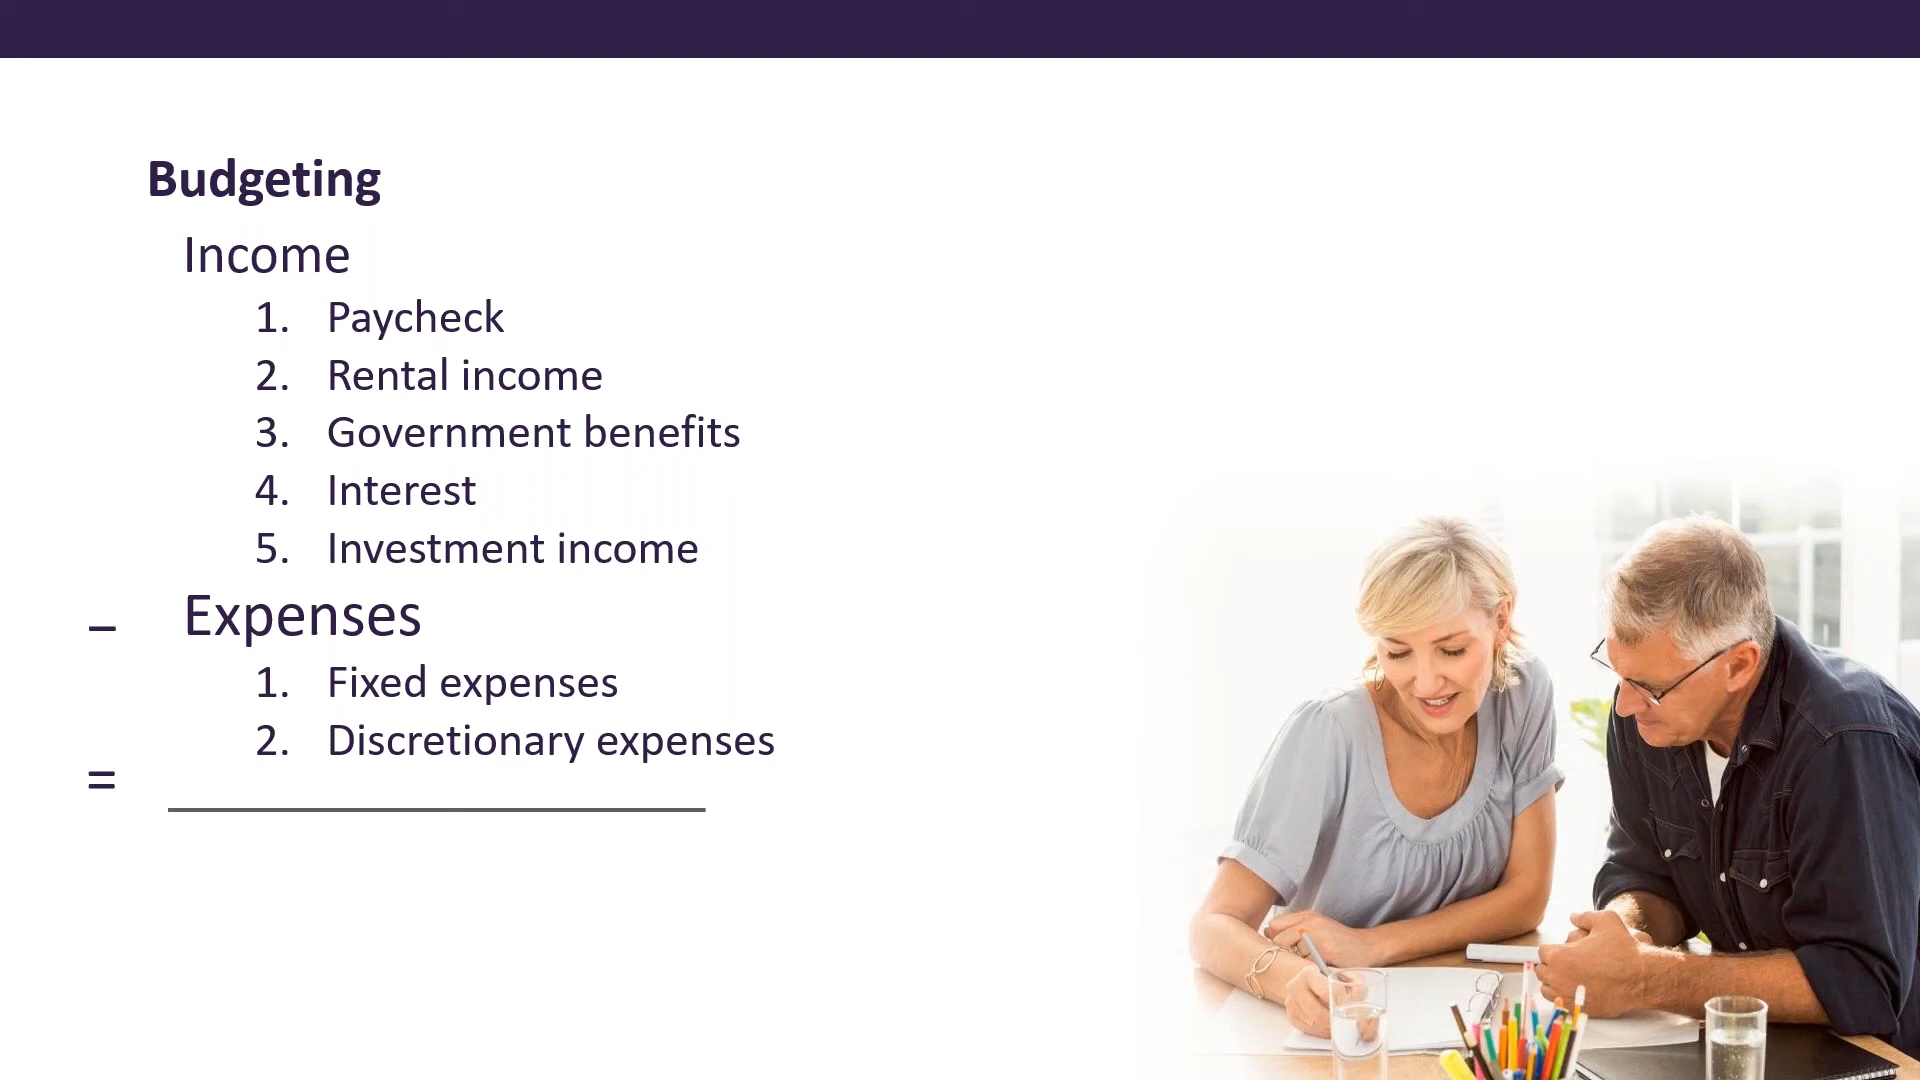 Budgeting
Income
1. Paycheck
2. Rental income
3. Government benefits
4. Interest
5. Investment income
– Expenses
1. Fixed expenses
2. Discretionary expenses
=